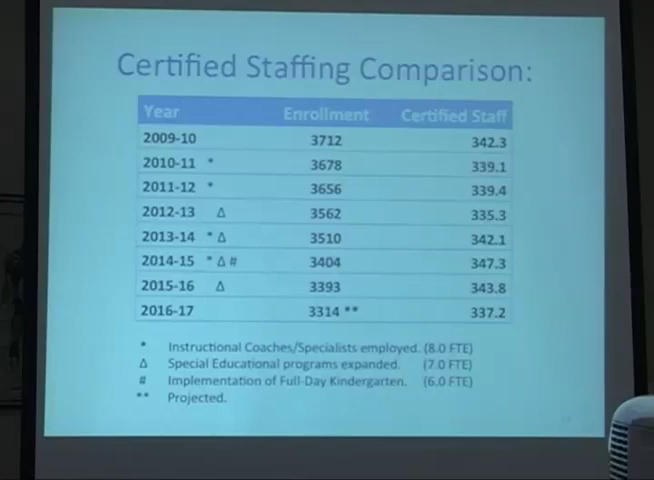 Certified Staffing Comparison:
Year Enrollment Certified Staff
2009-10 3712 342.3
2010-11 * 3678 339.1
2011-12 * 3656 339.4
2012-13 Δ 3562 335.3
2013-14 * Δ 3510 342.1
2014-15 * Δ # 3404 347.3
2015-16 Δ 3393 343.8
2016-17 3314 ** 337.2
* Instructional Coaches/Specialists employed. (8.0 FTE)
Δ Special Educational programs expanded. (7.0 FTE)
# Implementation of Full-Day Kindergarten. (6.0 FTE)
** Projected.